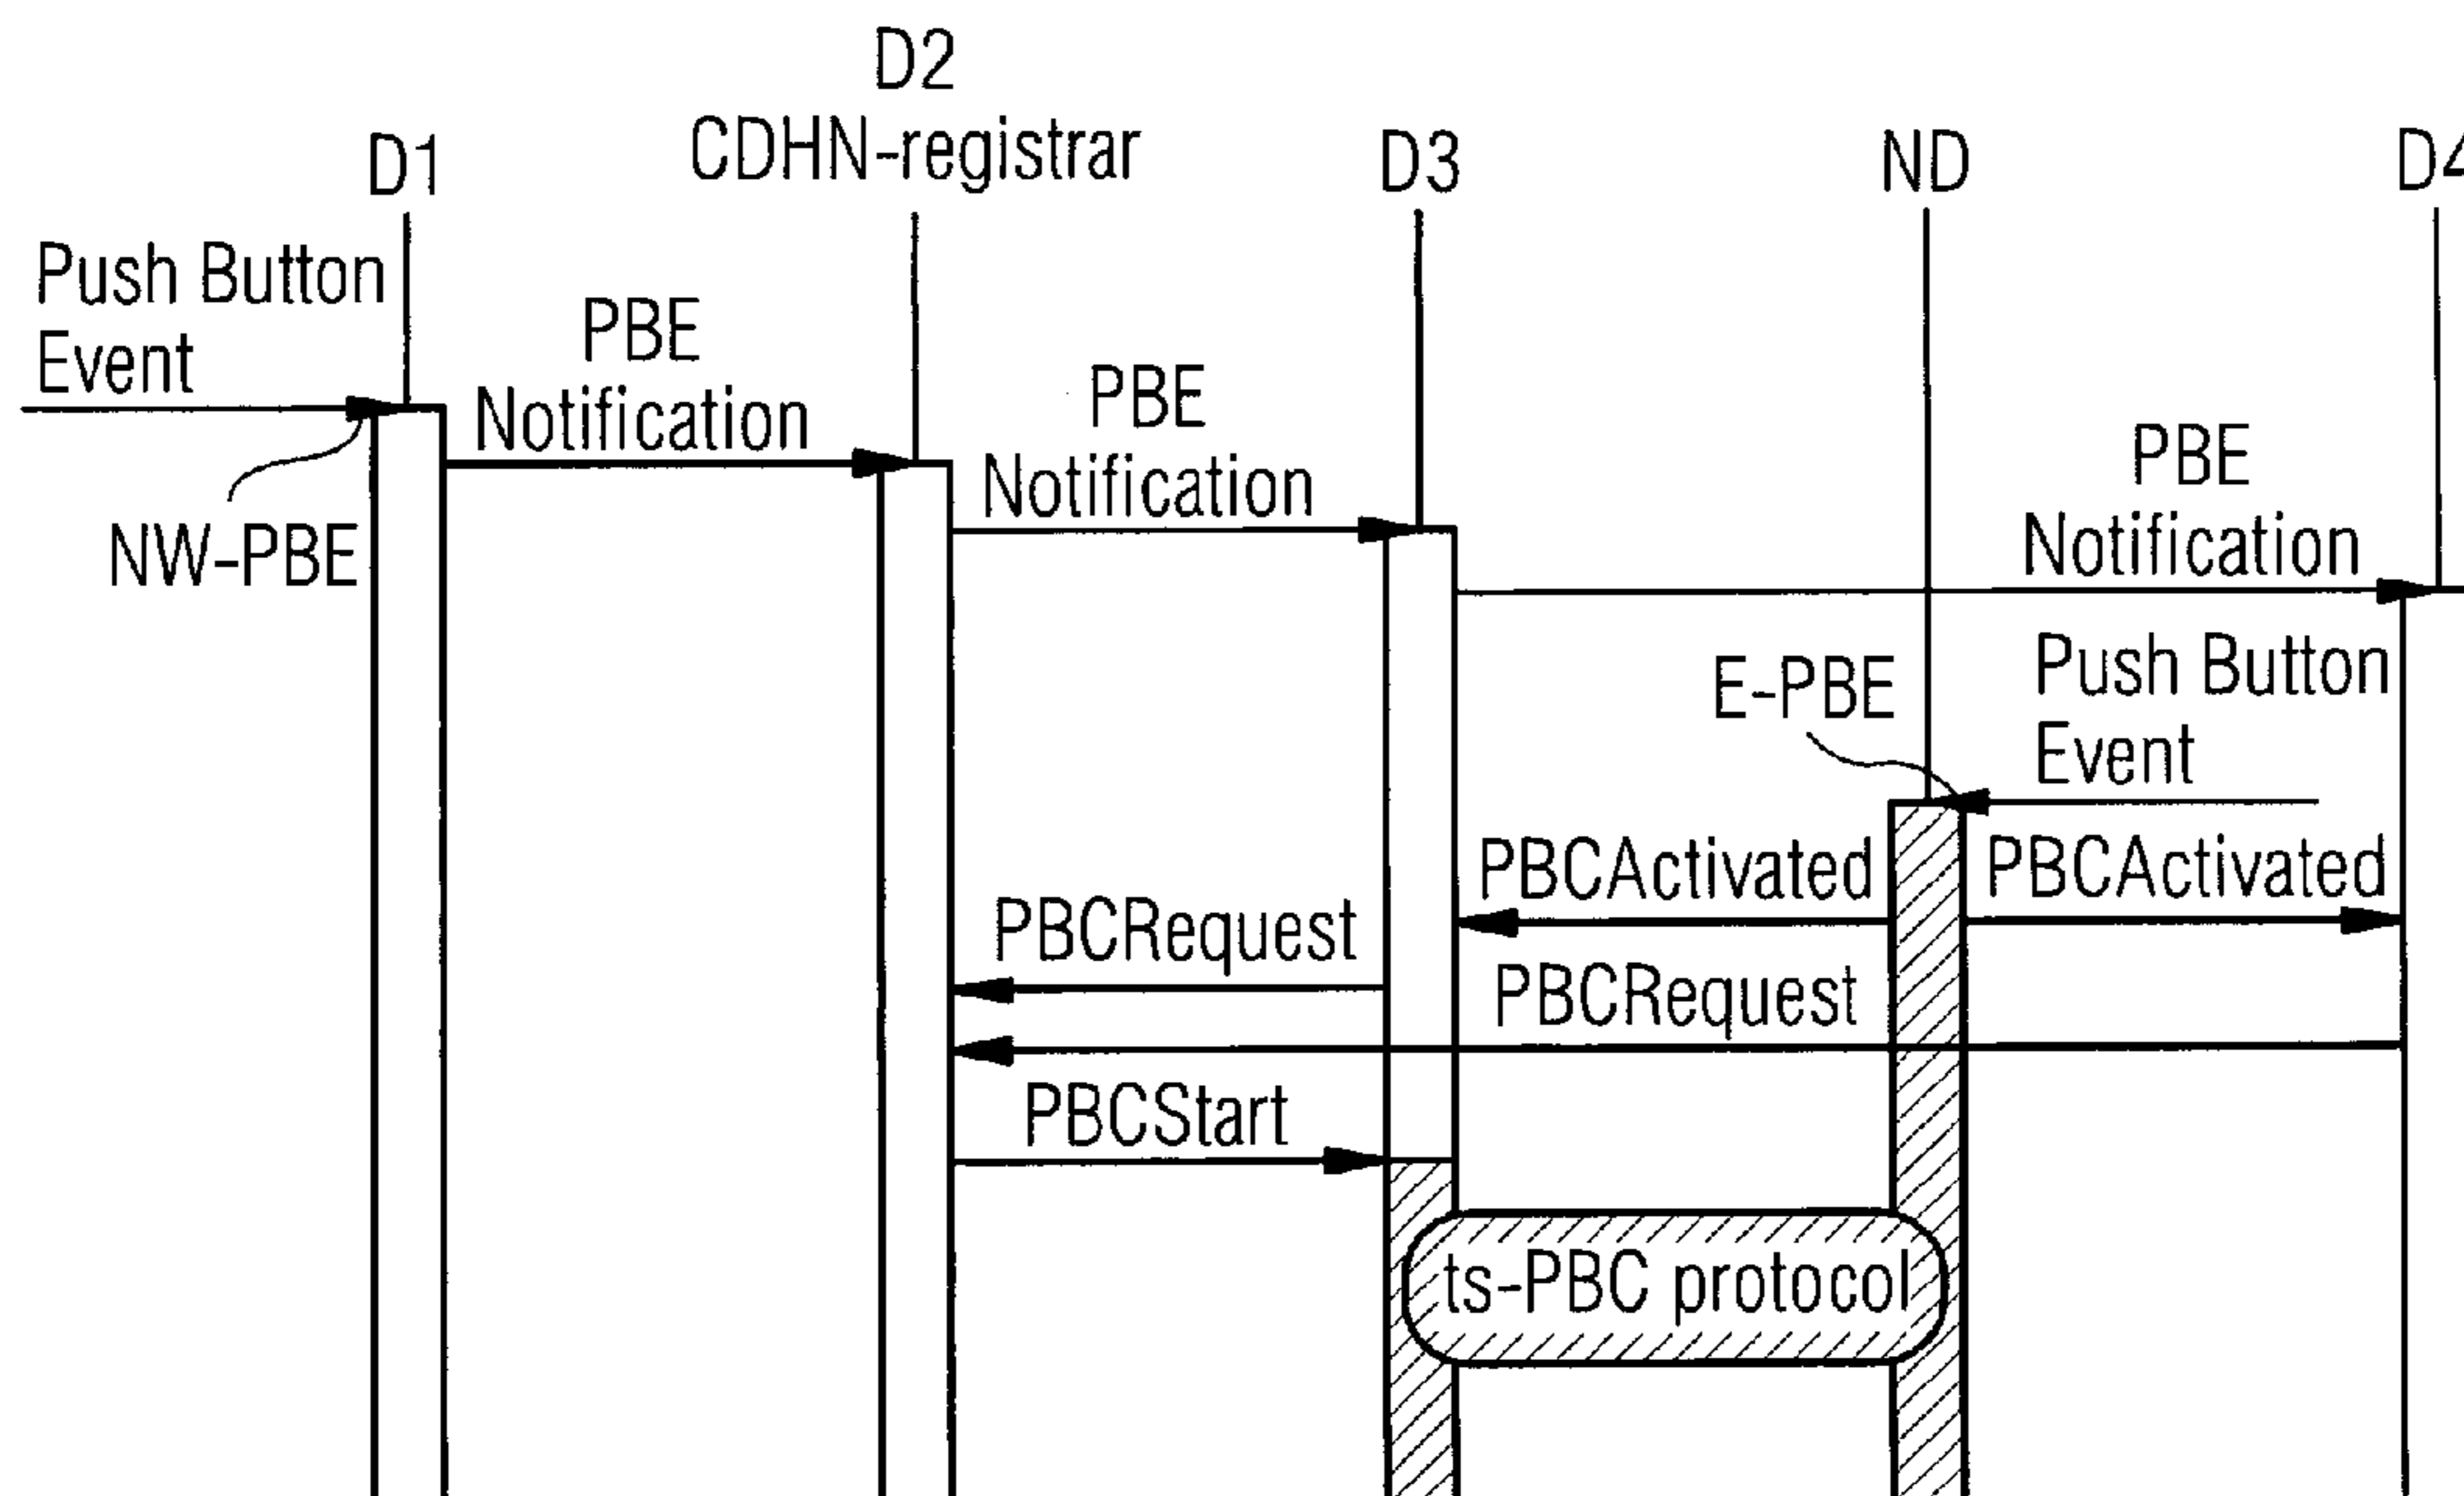 D2
CDHN-registrar
D1
D3
ND
D4
Push Button
Event
PBE
Notification
PBE
Notification
PBE
Notification
NW-PBE
E-PBE
Push Button
Event
PBCActivated
PBCActivated
PBCRequest
PBCRequest
PBCStart
ts-PBC protocol